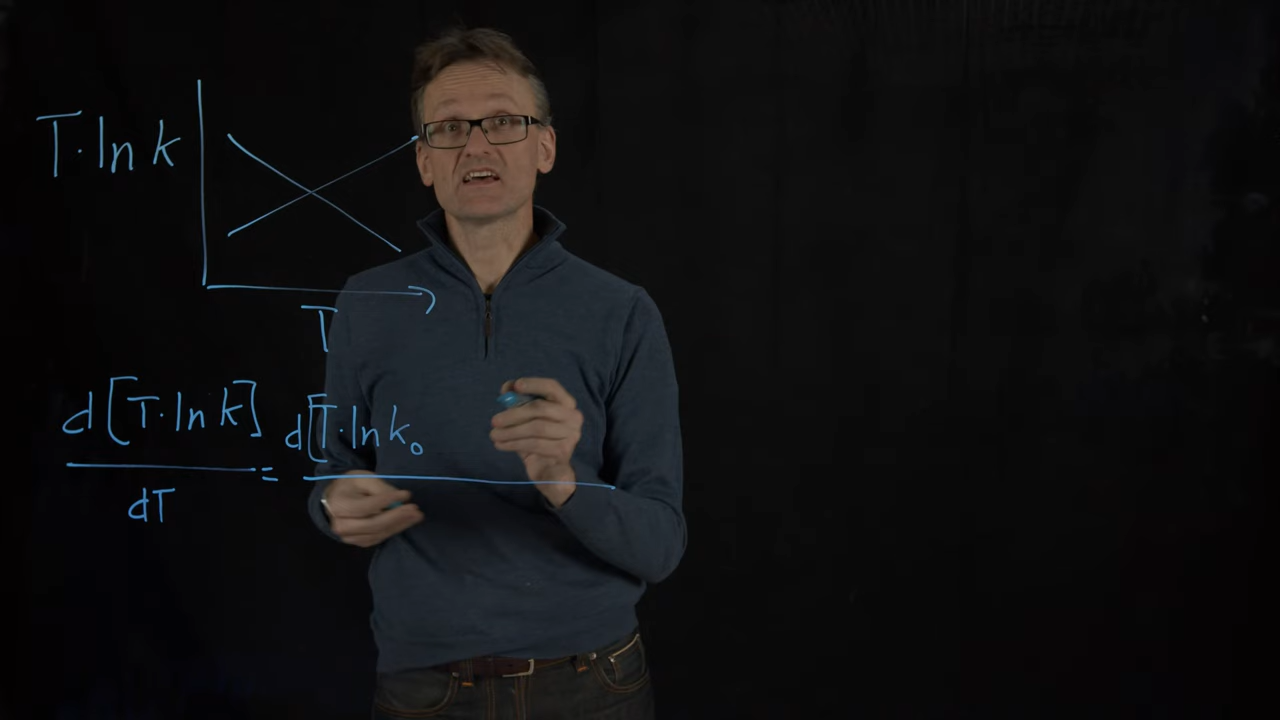 T·ln k
T
d[T·ln k]
dT
=
d[T·ln k₀